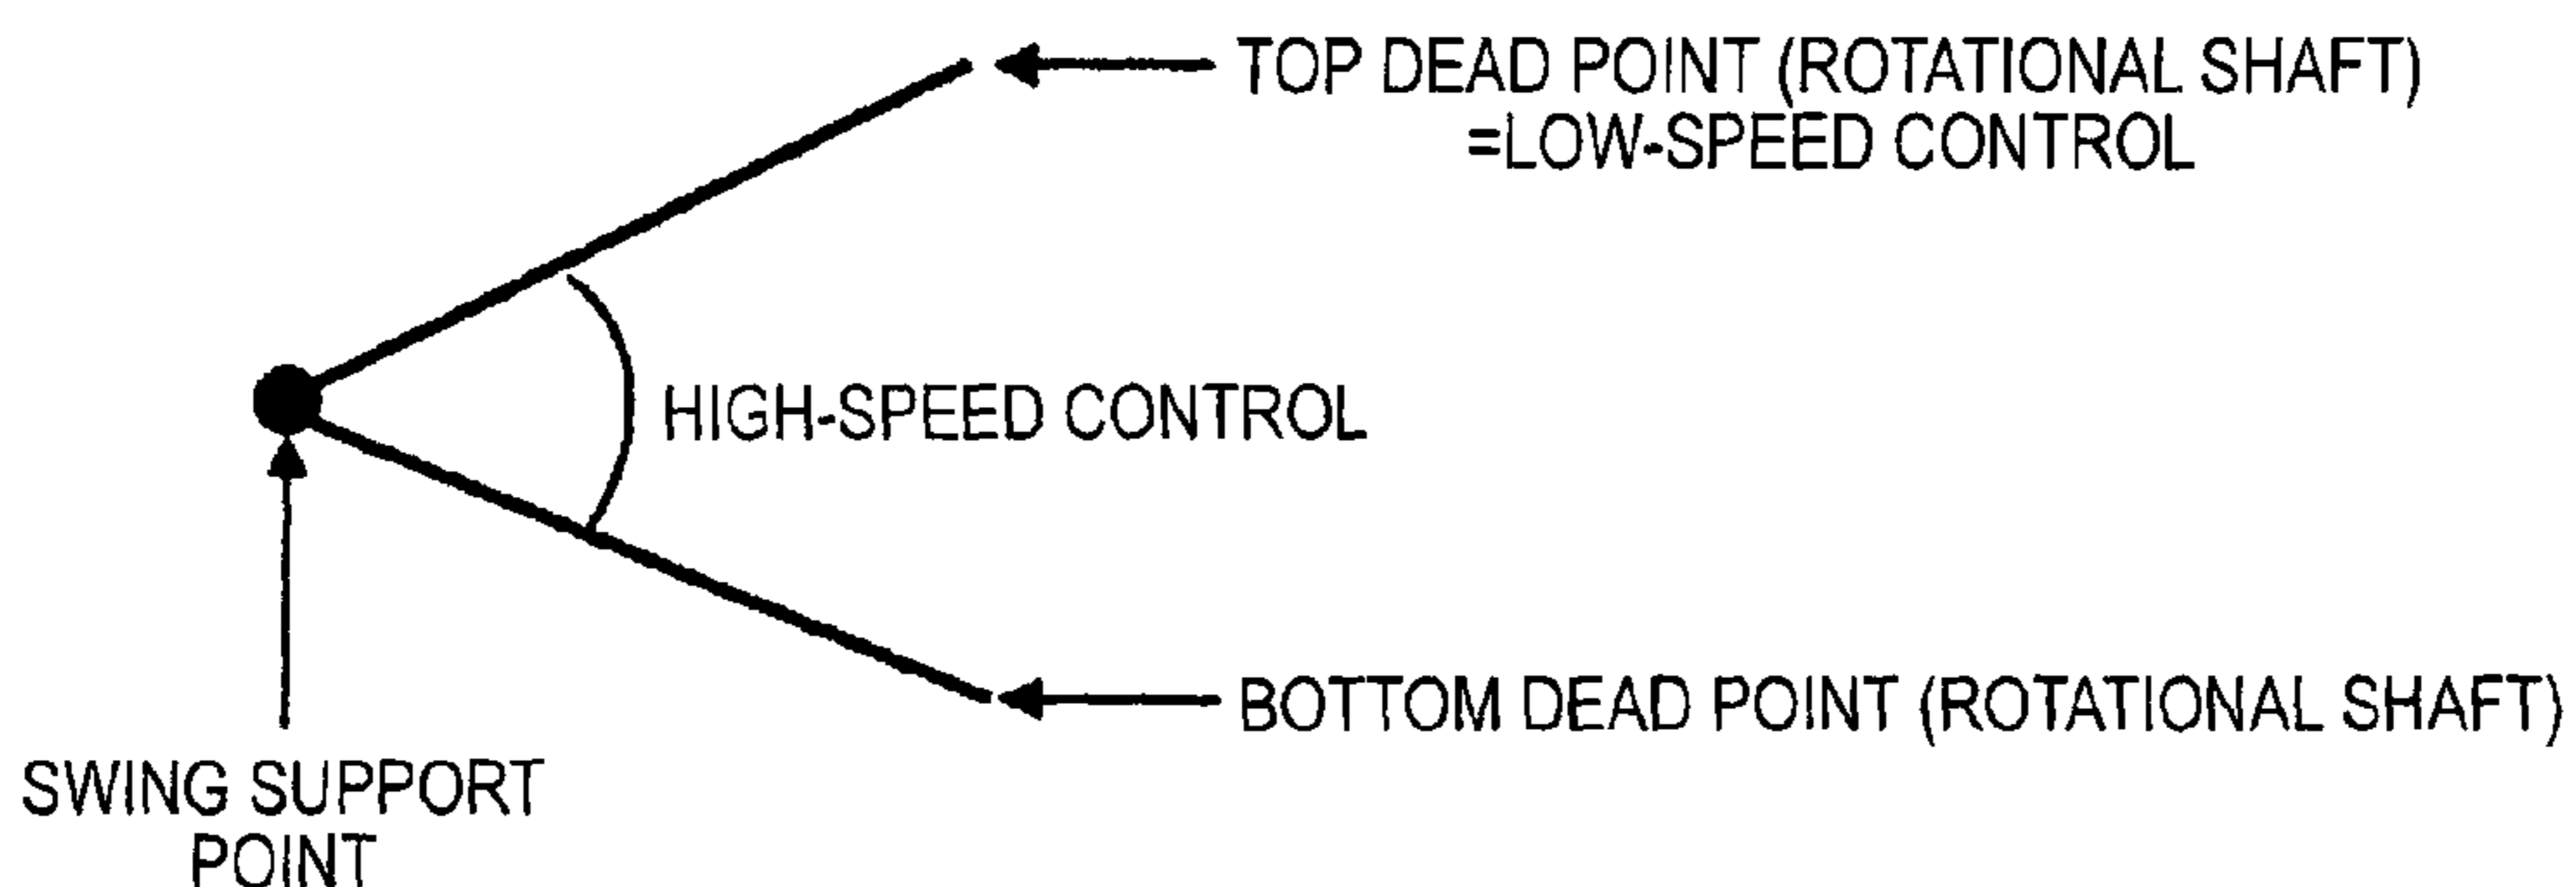 TOP DEAD POINT (ROTATIONAL SHAFT)
=LOW-SPEED CONTROL
HIGH-SPEED CONTROL
BOTTOM DEAD POINT (ROTATIONAL SHAFT)
SWING SUPPORT
POINT